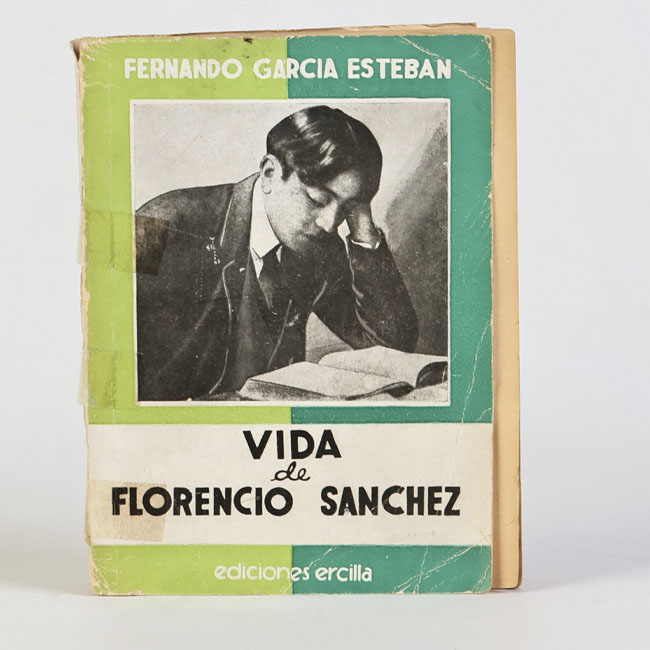 FERNANDO GARCIA ESTEBAN
VIDA
de
FLORENCIO SANCHEZ
ediciones ercilla